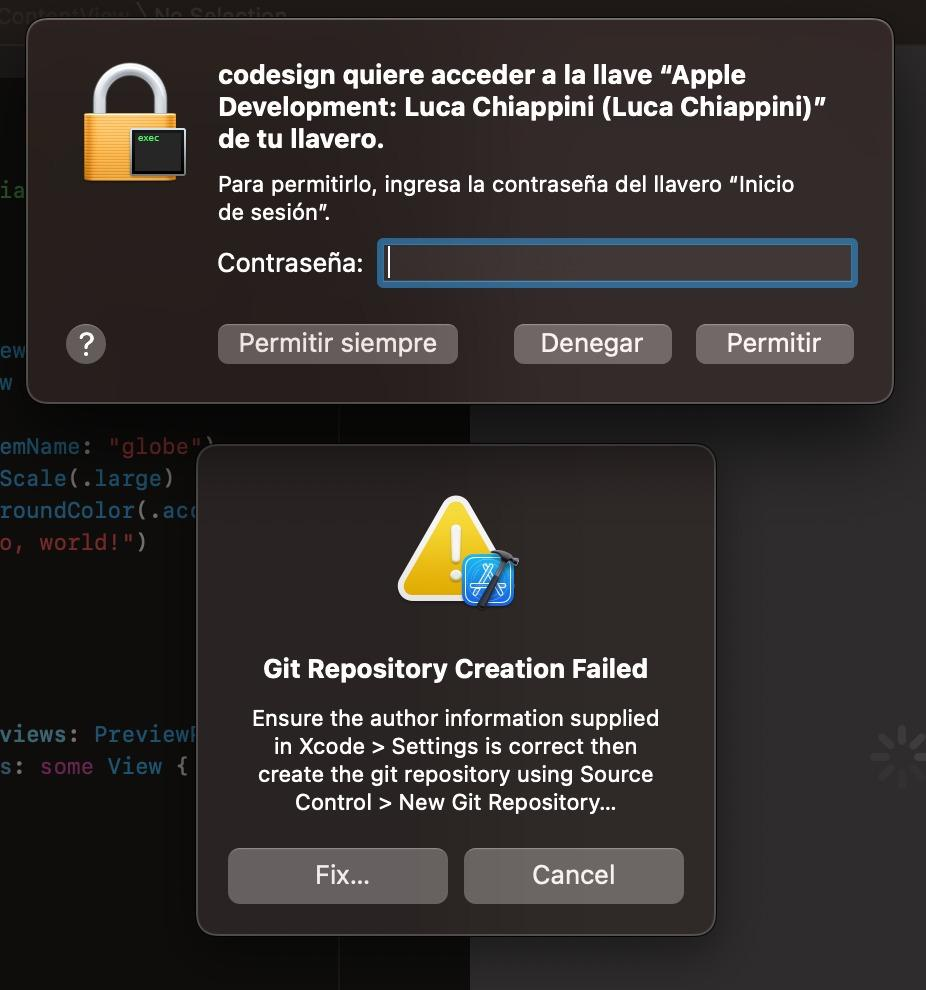 ContentView No Selection
codesign quiere acceder a la llave “Apple
Development: Luca Chiappini (Luca Chiappini)”
de tu llavero.
exec
Para permitirlo, ingresa la contraseña del llavero “Inicio
de sesión”.
Contraseña:
? Permitir siempre Denegar Permitir
emName: "globe")
Scale(.large)
roundColor(.acc
o, world!")
Git Repository Creation Failed
Ensure the author information supplied
in Xcode > Settings is correct then
create the git repository using Source
Control > New Git Repository...
views: PreviewP
s: some View {
Fix... Cancel